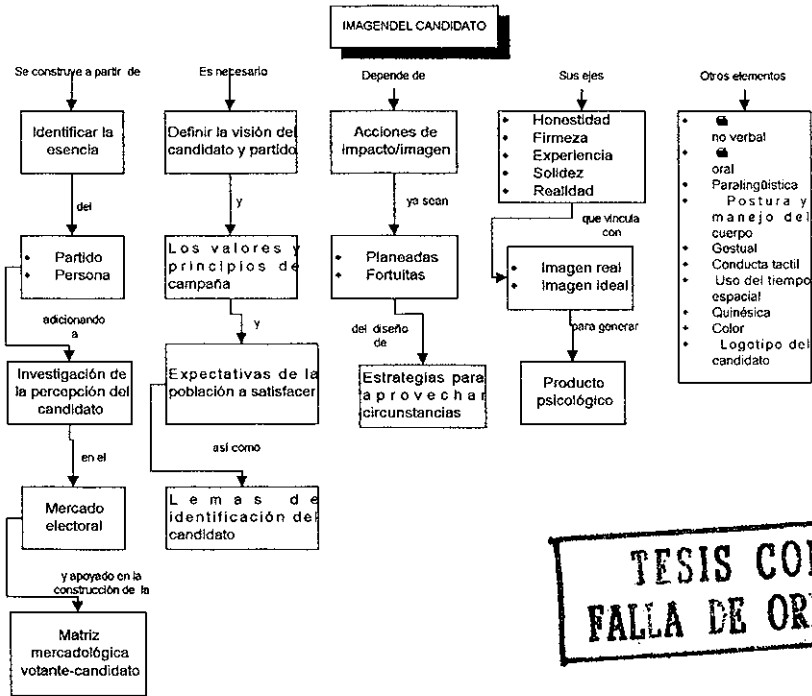 IMAGENDEL CANDIDATO
Se construye a partir de
Identificar la
esencia
del
Partido
Persona
adicionando
a
Investigación de
la percepción del
candidato
en el
Mercado
electoral
y apoyado en la
construcción de la
Matriz
mercadológica
votante-candidato
Es necesario
Definir la visión del
candidato y partido
y
Los valores y
principios de
campaña
y
Expectativas de la
población a satisfacer
así como
Lemas de
identificación del
candidato
Depende de
Acciones de
impacto/imagen
ya sean
Planeadas
Fortuitas
del diseño
de
Estrategias para
aprovechar
circunstancias
Sus ejes
Honestidad
Firmeza
Experiencia
Solidez
Realidad
que vincula
con
Imagen real
Imagen ideal
para generar
Producto
psicológico
Otros elementos
no verbal
oral
Paralingüística
Postura y
manejo del
cuerpo
Gestual
Conducta tactil
Uso del tiempo
espacial
Quinésica
Color
Logotipo del
candidato
TESIS CON
FALLA DE ORI